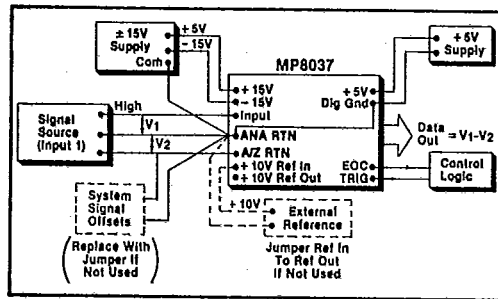 ± 15V
Supply
Com
+5V
-15V
MP8037
+5V
Supply
+ 15V
- 15V
Input
ANA RTN
A/Z RTN
+ 10V Ref In
+ 10V Ref Out
+5V
Dig Gnd
EOC
TRIG
Data
Out = V1-V2
Control
Logic
Signal
Source
(Input 1)
High
V1
V2
System
Signal
Offsets
(Replace With
Jumper If
Not Used)
+ 10V
External
Reference
Jumper Ref In
To Ref Out
If Not Used